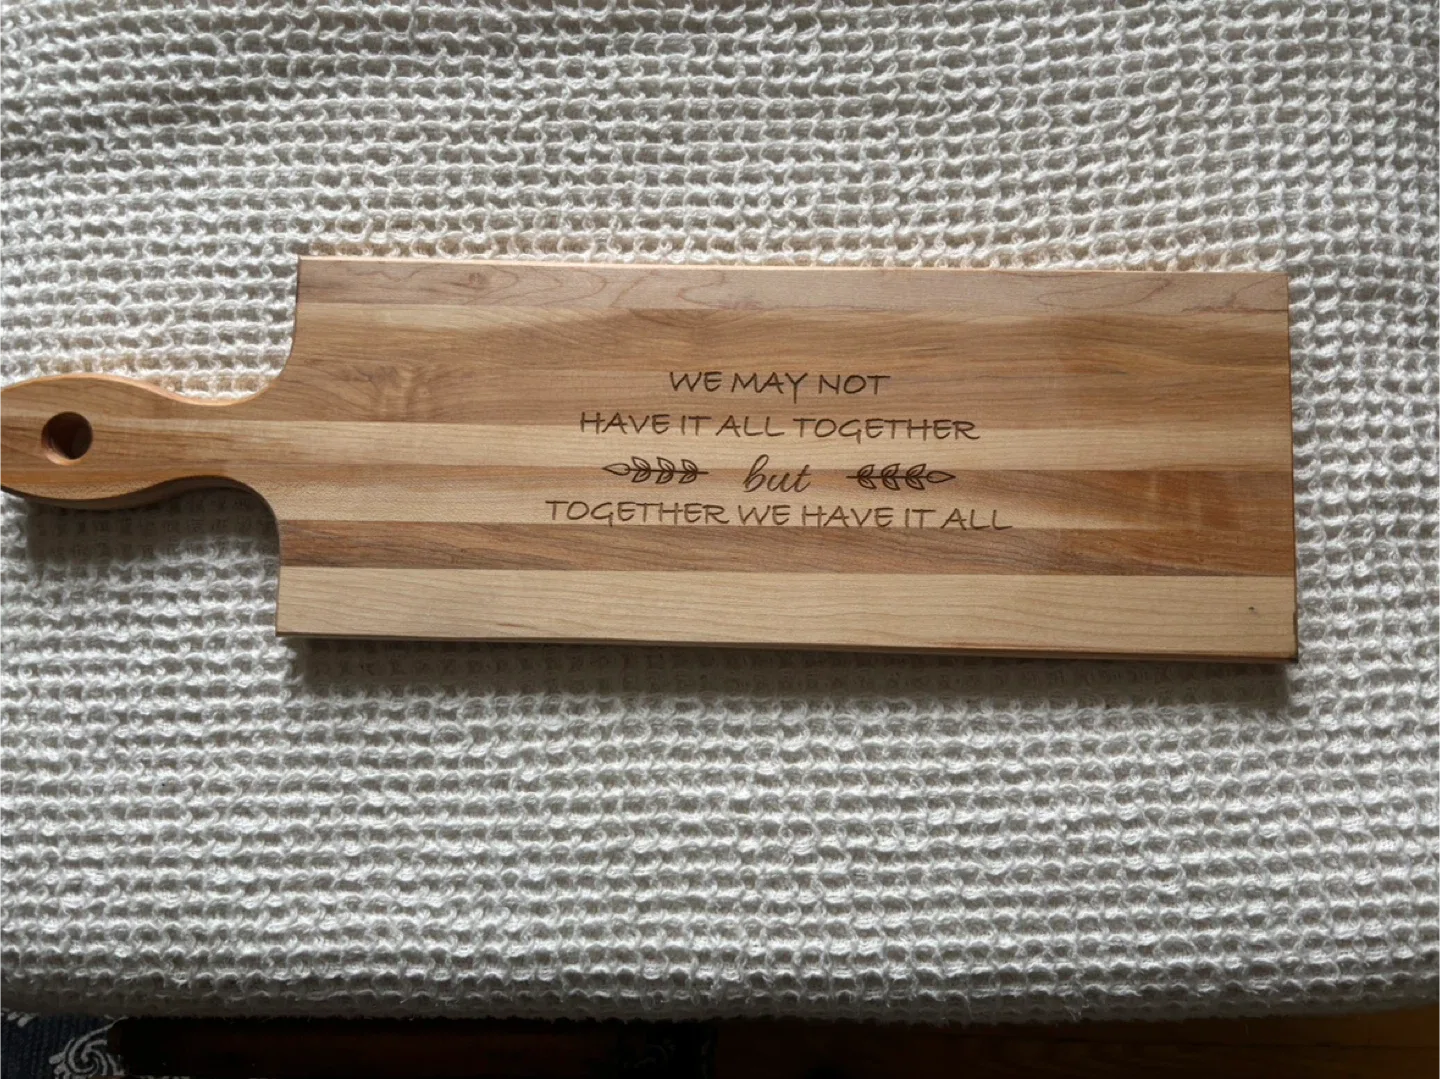 WE MAY NOT
HAVE IT ALL TOGETHER
but
TOGETHER WE HAVE IT ALL